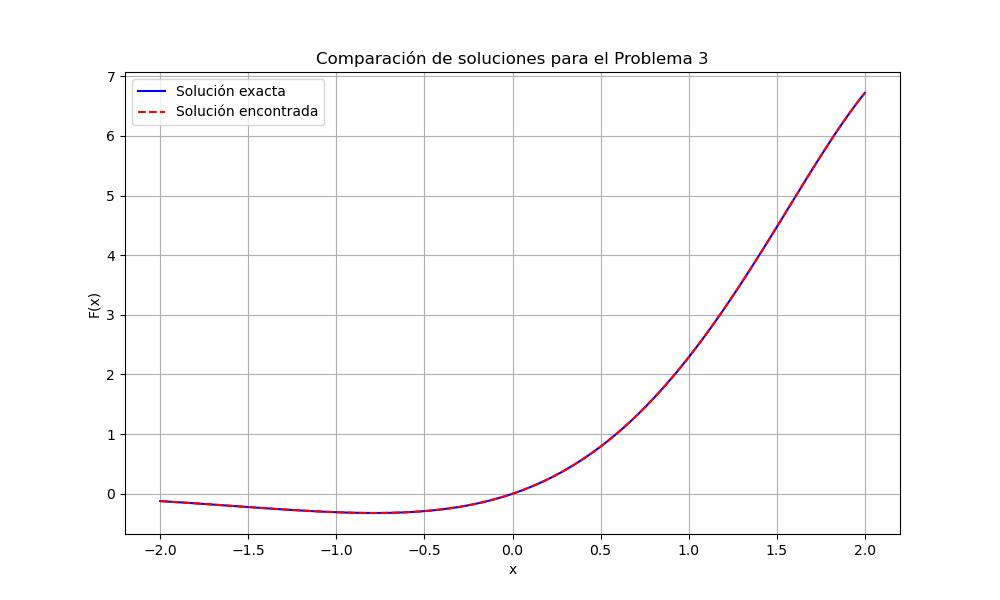 Comparación de soluciones para el Problema 3
Solución exacta
Solución encontrada
7
6
5
4
3
2
1
0
F(x)
−2.0 −1.5 −1.0 −0.5 0.0 0.5 1.0 1.5 2.0
x